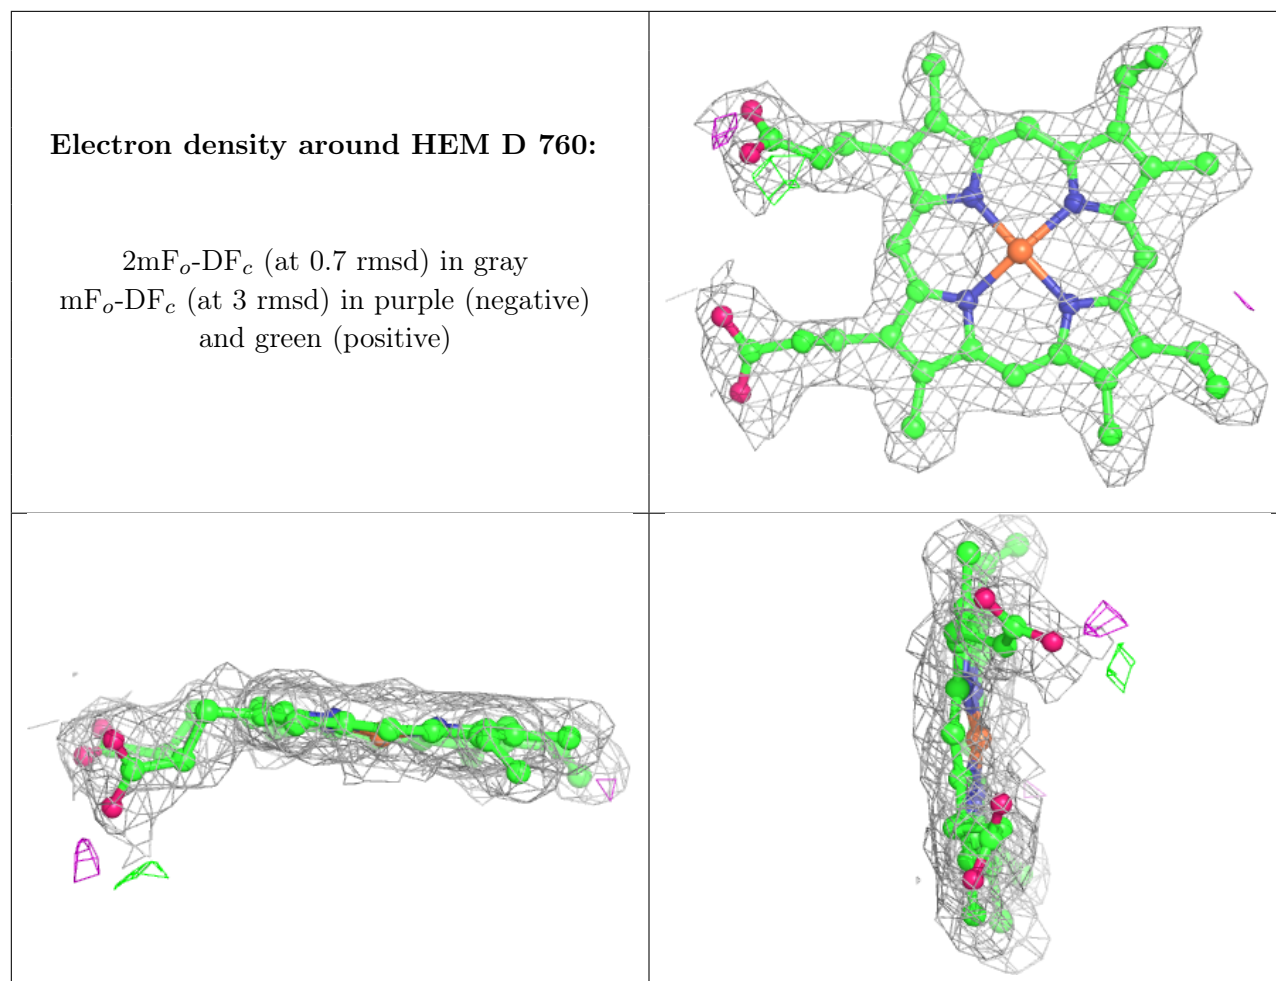 Electron density around HEM D 760:
2mFo-DFc (at 0.7 rmsd) in gray
mFo-DFc (at 3 rmsd) in purple (negative)
and green (positive)